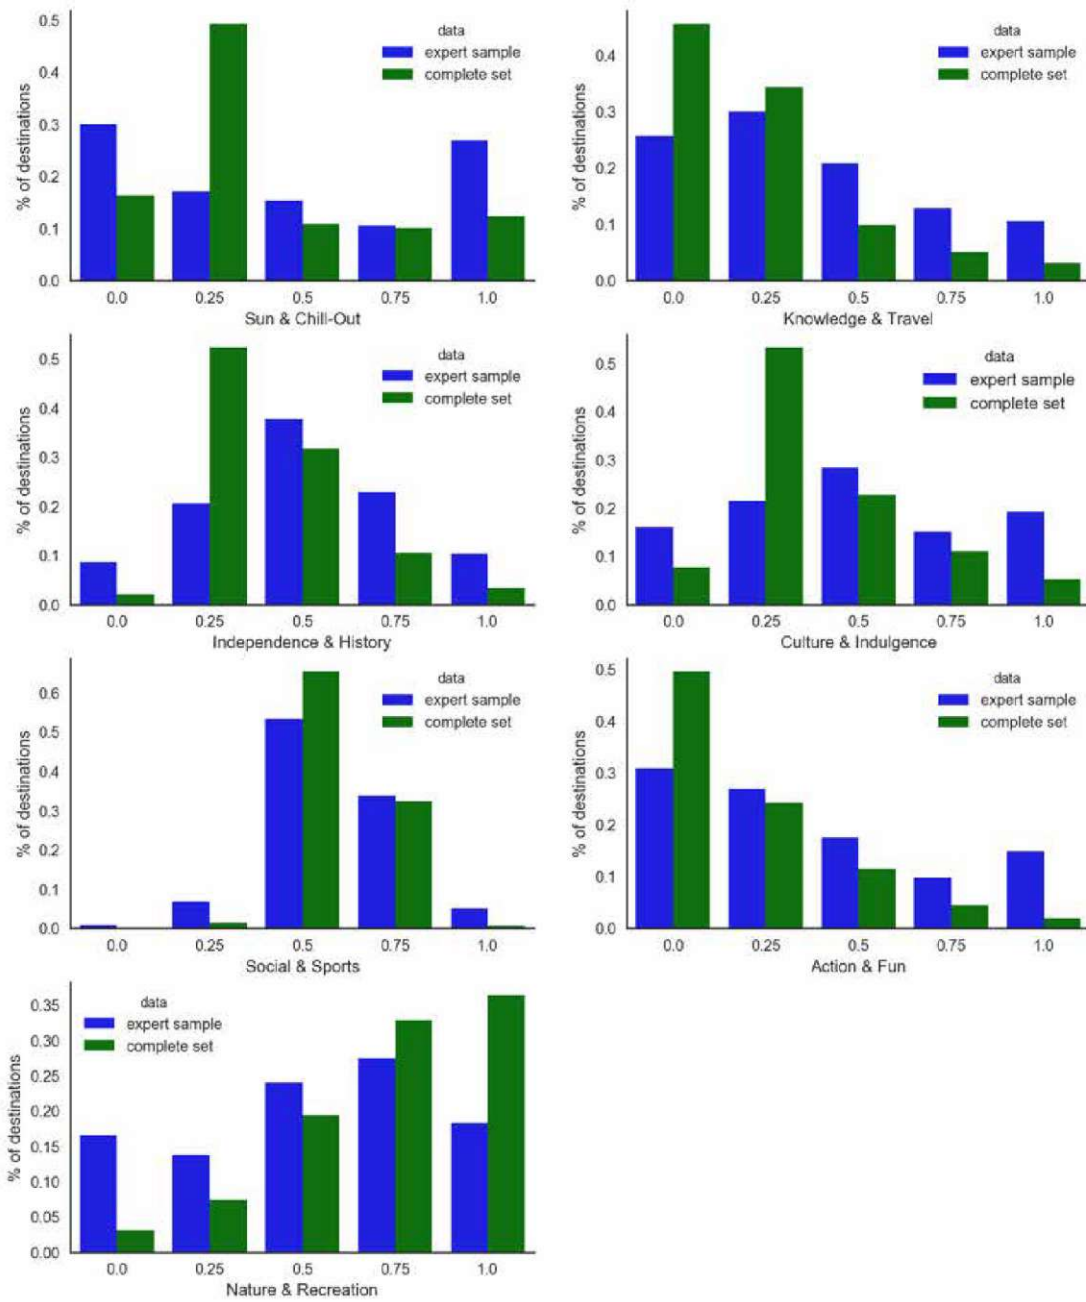 0.5
0.4
0.3
0.2
0.1
0.0
% of destinations
data
expert sample
complete set
0.0 0.25 0.5 0.75 1.0
Sun & Chill-Out
0.4
0.3
0.2
0.1
0.0
% of destinations
data
expert sample
complete set
0.0 0.25 0.5 0.75 1.0
Knowledge & Travel
0.5
0.4
0.3
0.2
0.1
0.0
% of destinations
data
expert sample
complete set
0.0 0.25 0.5 0.75 1.0
Independence & History
0.5
0.4
0.3
0.2
0.1
0.0
% of destinations
data
expert sample
complete set
0.0 0.25 0.5 0.75 1.0
Culture & Indulgence
0.6
0.5
0.4
0.3
0.2
0.1
0.0
% of destinations
data
expert sample
complete set
0.0 0.25 0.5 0.75 1.0
Social & Sports
0.5
0.4
0.3
0.2
0.1
0.0
% of destinations
data
expert sample
complete set
0.0 0.25 0.5 0.75 1.0
Action & Fun
0.35
0.30
0.25
0.20
0.15
0.10
0.05
0.00
% of destinations
data
expert sample
complete set
0.0 0.25 0.5 0.75 1.0
Nature & Recreation